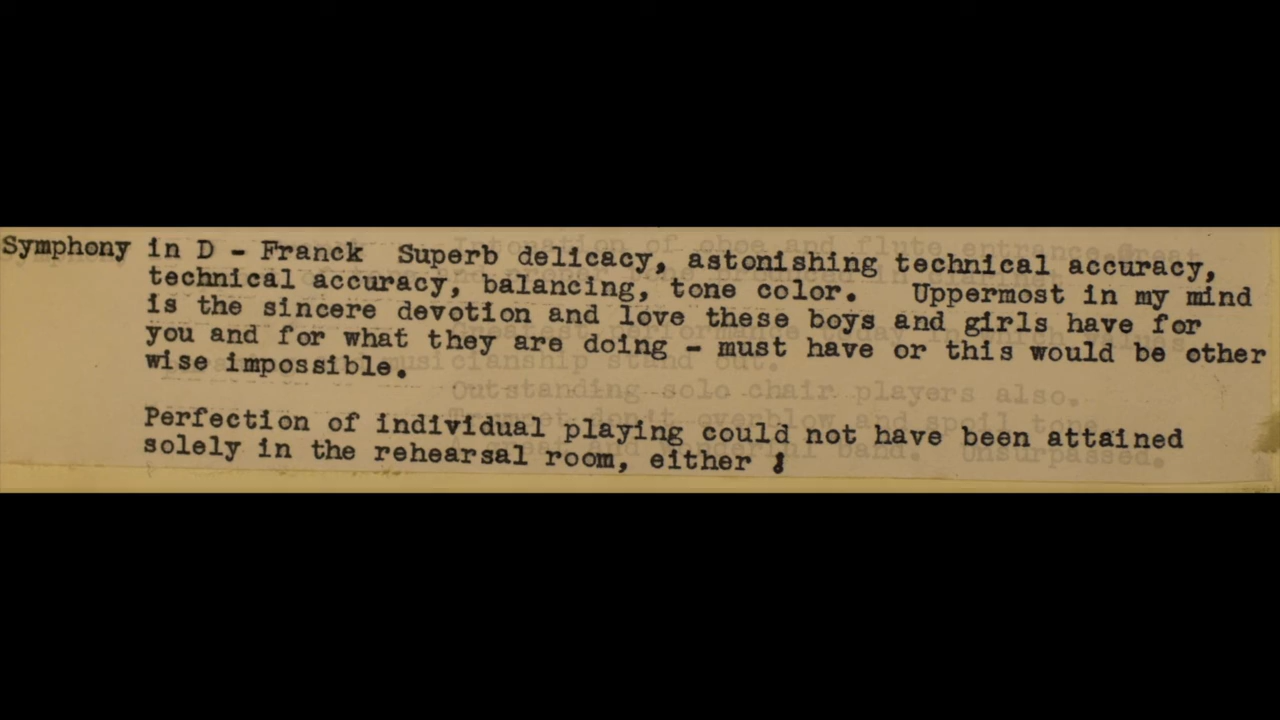 Symphony in D - Franck Superb delicacy, astonishing technical accuracy,
technical accuracy, balancing, tone color. Uppermost in my mind
is the sincere devotion and love these boys and girls have for
you and for what they are doing - must have or this would be other
wise impossible.
Perfection of individual playing could not have been attained
solely in the rehearsal room, either !